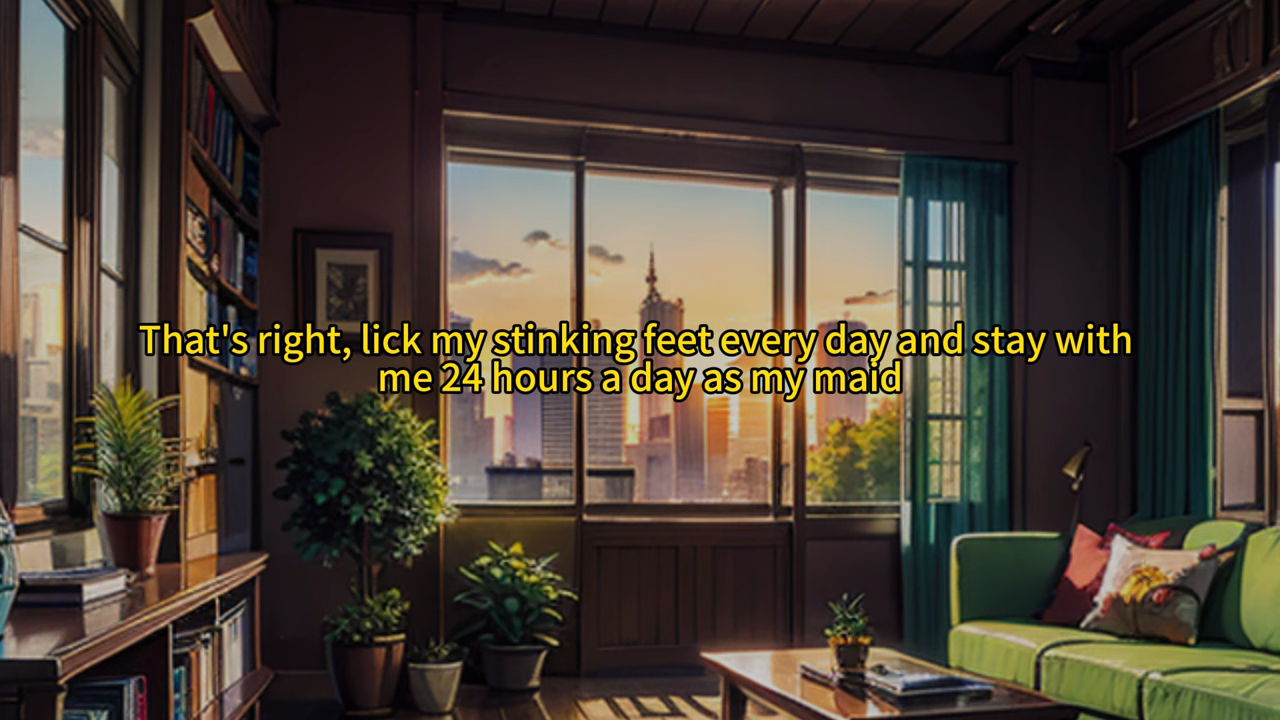 That's right, lick my stinking feet every day and stay with
me 24 hours a day as my maid